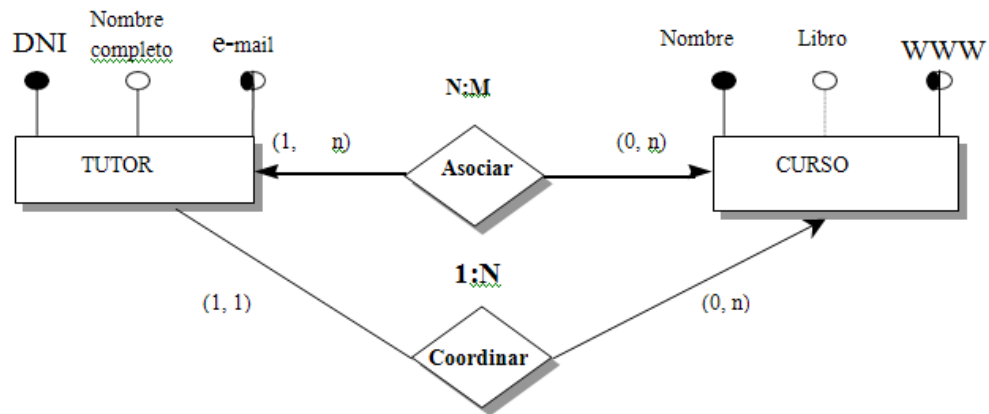 DNI
Nombre
completo
e-mail
Nombre
Libro
WWW
N:M
(1, n)
(0, n)
TUTOR
Asociar
CURSO
1:N
(1, 1)
(0, n)
Coordinar